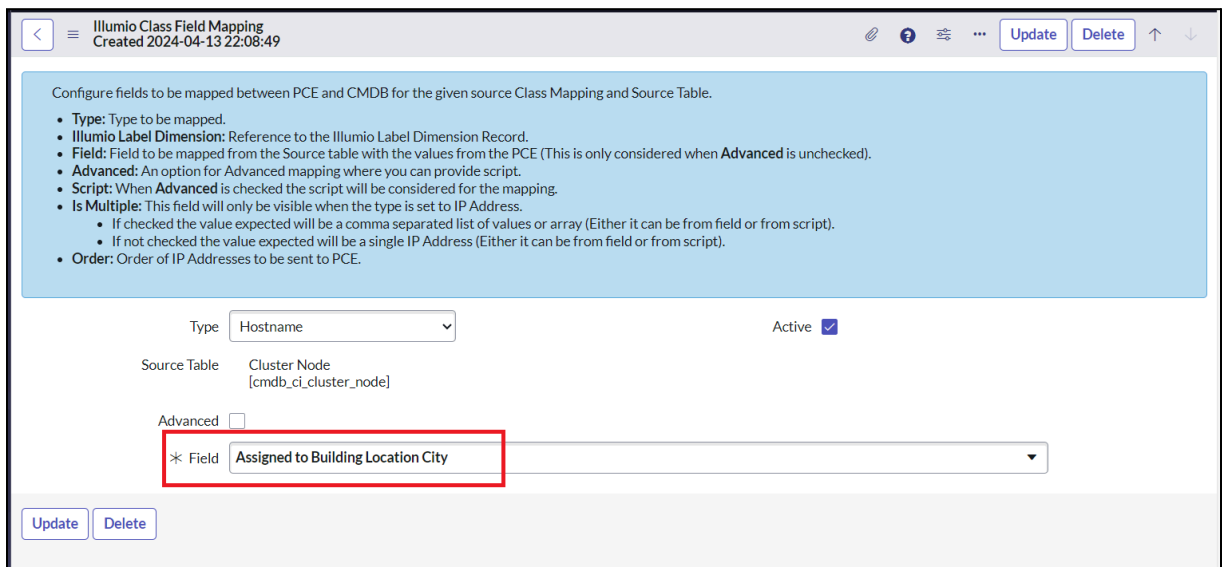 Illumio Class Field Mapping
Created 2024-04-13 22:08:49
Update
Delete
Configure fields to be mapped between PCE and CMDB for the given source Class Mapping and Source Table.
• Type: Type to be mapped.
• Illumio Label Dimension: Reference to the Illumio Label Dimension Record.
• Field: Field to be mapped from the Source table with the values from the PCE (This is only considered when Advanced is unchecked).
• Advanced: An option for Advanced mapping where you can provide script.
• Script: When Advanced is checked the script will be considered for the mapping.
• Is Multiple: This field will only be visible when the type is set to IP Address.
• If checked the value expected will be a comma separated list of values or array (Either it can be from field or from script).
• If not checked the value expected will be a single IP Address (Either it can be from field or from script).
• Order: Order of IP Addresses to be sent to PCE.
Type Hostname
Active
Source Table Cluster Node
[cmdb_ci_cluster_node]
Advanced
Field Assigned to Building Location City
Update Delete